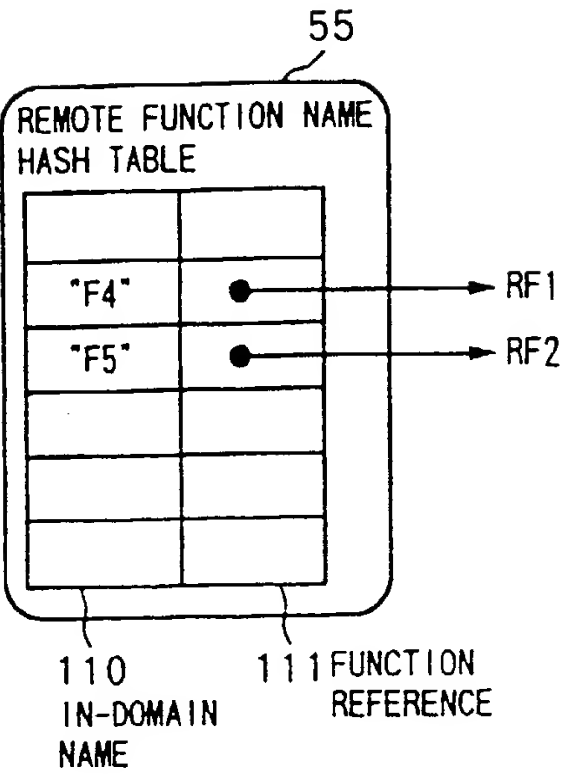 55
REMOTE FUNCTION NAME
HASH TABLE
"F4"
RF1
"F5"
RF2
110
IN-DOMAIN
NAME
111 FUNCTION
REFERENCE